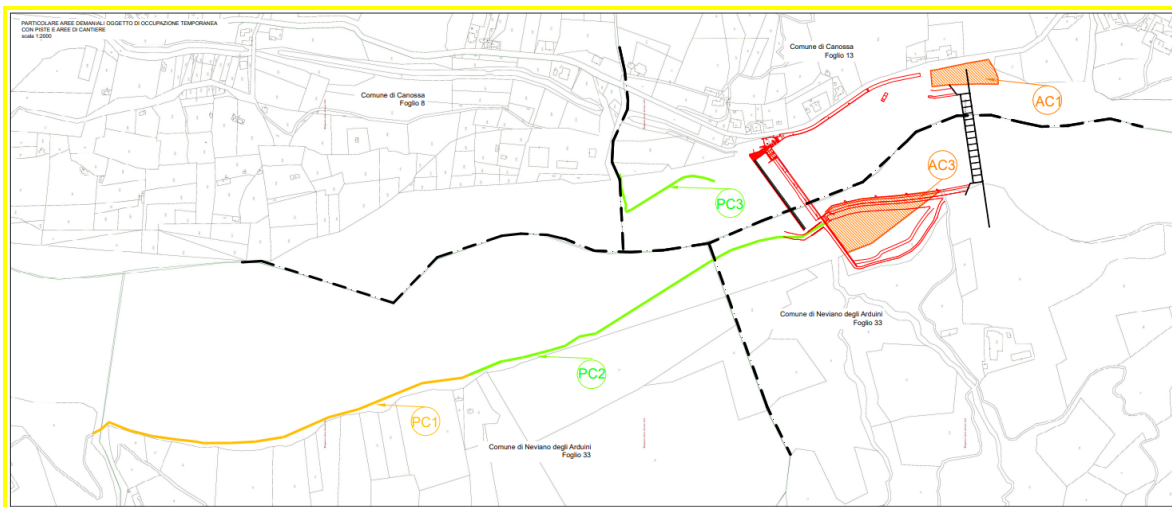 PARTICOLARE AREE DEMANIALI OGGETTO DI OCCUPAZIONE TEMPORANEA
CON PISTE E AREE DI CANTIERE
scala 1:2000
Comune di Canossa
Foglio 13
Comune di Canossa
Foglio 8
AC1
AC3
PC3
Comune di Neviano degli Arduini
Foglio 33
PC2
PC1
Comune di Neviano degli Arduini
Foglio 33